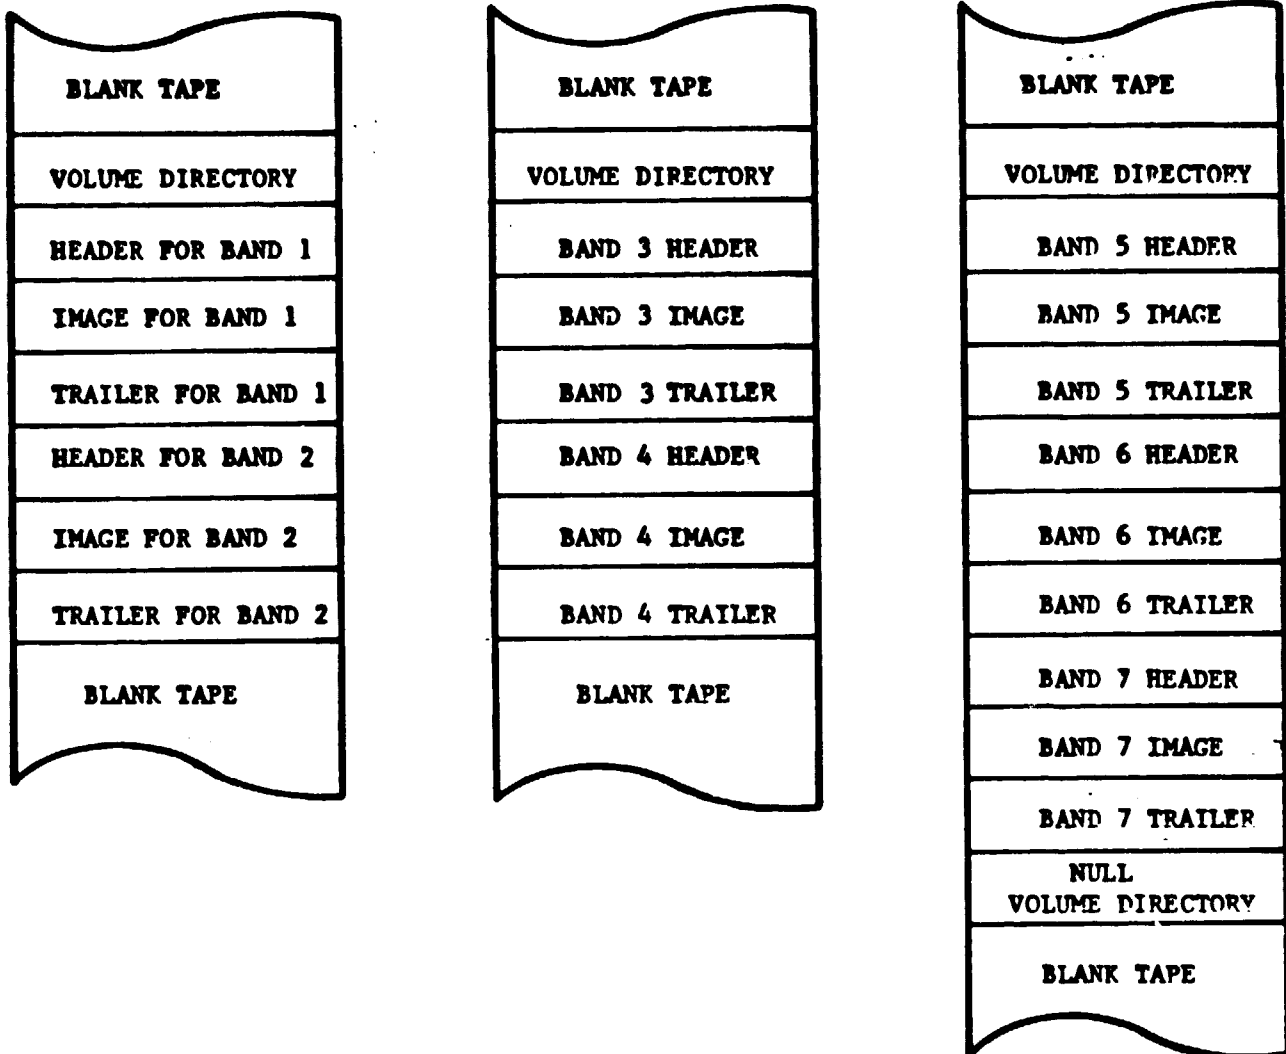 BLANK TAPE
VOLUME DIRECTORY
HEADER FOR BAND 1
IMAGE FOR BAND 1
TRAILER FOR BAND 1
HEADER FOR BAND 2
IMAGE FOR BAND 2
TRAILER FOR BAND 2
BLANK TAPE
BLANK TAPE
VOLUME DIRECTORY
BAND 3 HEADER
BAND 3 IMAGE
BAND 3 TRAILER
BAND 4 HEADER
BAND 4 IMAGE
BAND 4 TRAILER
BLANK TAPE
BLANK TAPE
VOLUME DIRECTORY
BAND 5 HEADER
BAND 5 IMAGE
BAND 5 TRAILER
BAND 6 HEADER
BAND 6 IMAGE
BAND 6 TRAILER
BAND 7 HEADER
BAND 7 IMAGE
BAND 7 TRAILER
NULL
VOLUME DIRECTORY
BLANK TAPE